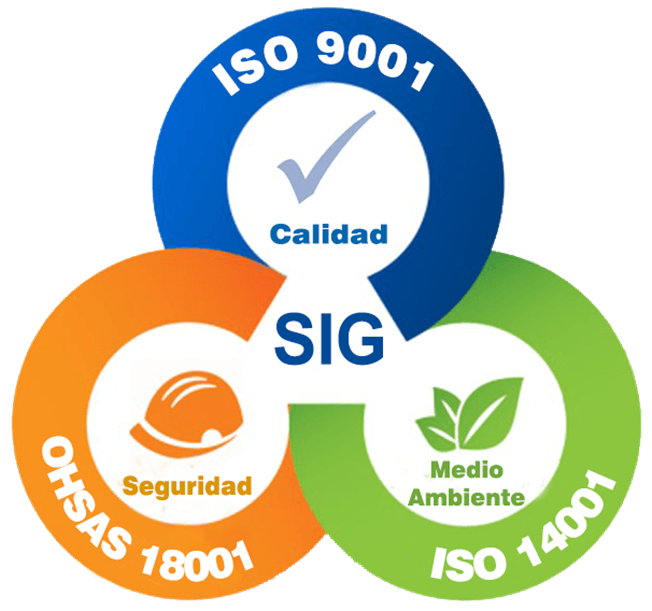 ISO 9001
Calidad
SIG
Seguridad
OHSAS 18001
Medio
Ambiente
ISO 14001